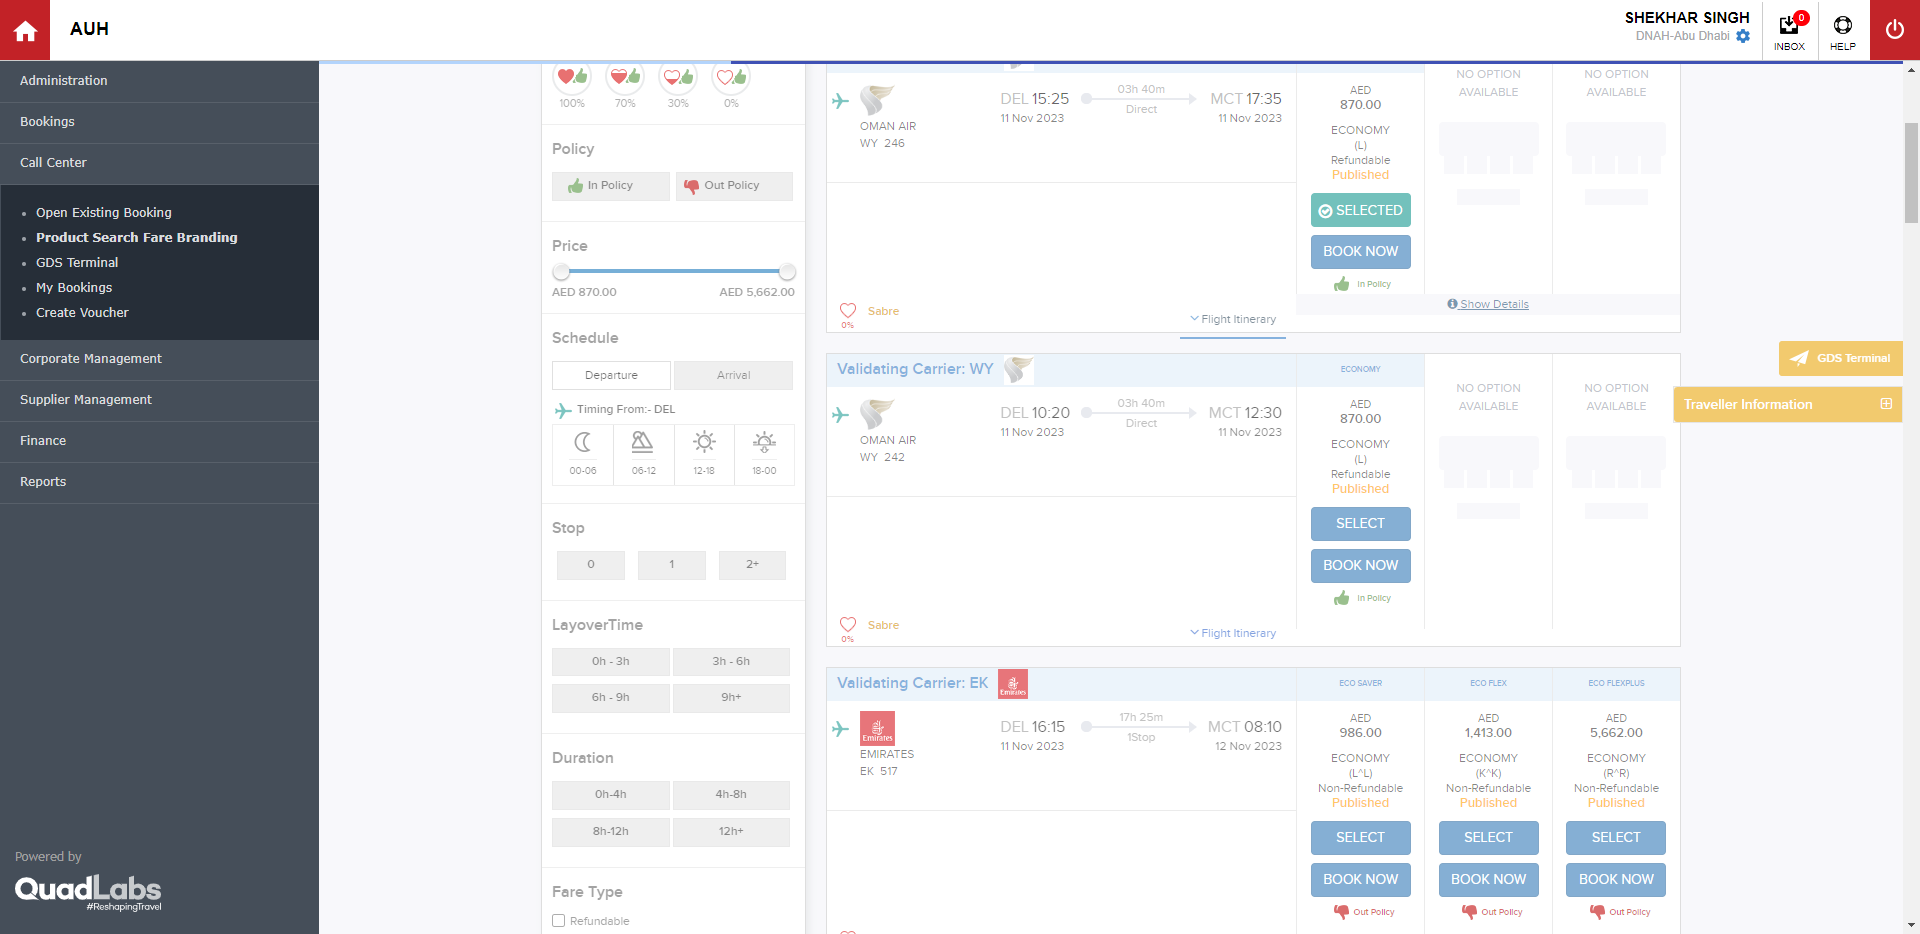 AUH
SHEKHAR SINGH
DNAH-Abu Dhabi
0
INBOX
HELP
Administration
Bookings
Call Center
Open Existing Booking
Product Search Fare Branding
GDS Terminal
My Bookings
Create Voucher
Corporate Management
Supplier Management
Finance
Reports
Powered by
QuadLabs
#ReshapingTravel
100% 70% 30% 0%
Policy
In Policy Out Policy
Price
AED 870.00 AED 5,662.00
Schedule
Departure Arrival
Timing From:- DEL
00-06 06-12 12-18 18-00
Stop
0 1 2+
LayoverTime
0h - 3h 3h - 6h
6h - 9h 9h+
Duration
0h-4h 4h-8h
8h-12h 12h+
Fare Type
Refundable
OMAN AIR
WY 246
DEL 15:25
11 Nov 2023
03h 40m
Direct
MCT 17:35
11 Nov 2023
AED
870.00
ECONOMY
(L)
Refundable
Published
SELECTED
BOOK NOW
In Policy
NO OPTION
AVAILABLE
NO OPTION
AVAILABLE
0%
Sabre
Flight Itinerary
Show Details
Validating Carrier: WY
ECONOMY
OMAN AIR
WY 242
DEL 10:20
11 Nov 2023
03h 40m
Direct
MCT 12:30
11 Nov 2023
AED
870.00
ECONOMY
(L)
Refundable
Published
SELECT
BOOK NOW
In Policy
NO OPTION
AVAILABLE
NO OPTION
AVAILABLE
0%
Sabre
Flight Itinerary
GDS Terminal
Traveller Information
Validating Carrier: EK
Emirates
ECO SAVER
ECO FLEX
ECO FLEXPLUS
Emirates
EMIRATES
EK 517
DEL 16:15
11 Nov 2023
17h 25m
1Stop
MCT 08:10
12 Nov 2023
AED
986.00
ECONOMY
(L^L)
Non-Refundable
Published
SELECT
BOOK NOW
Out Policy
AED
1,413.00
ECONOMY
(K^K)
Non-Refundable
Published
SELECT
BOOK NOW
Out Policy
AED
5,662.00
ECONOMY
(R^R)
Non-Refundable
Published
SELECT
BOOK NOW
Out Policy